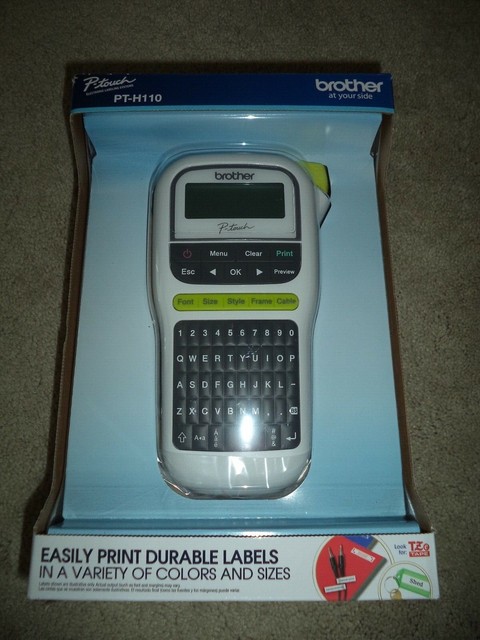 P-touch
PT-H110
brother
at your side
brother
P-touch
Menu Clear Print
Esc OK Preview
Font Size Style Frame Cable
1 2 3 4 5 6 7 8 9 0
Q W E R T Y U I O P
A S D F G H J K L -
Z X C V B N M , .
A+a
EASILY PRINT DURABLE LABELS
IN A VARIETY OF COLORS AND SIZES
Look for: TZe
TAPE
Shed